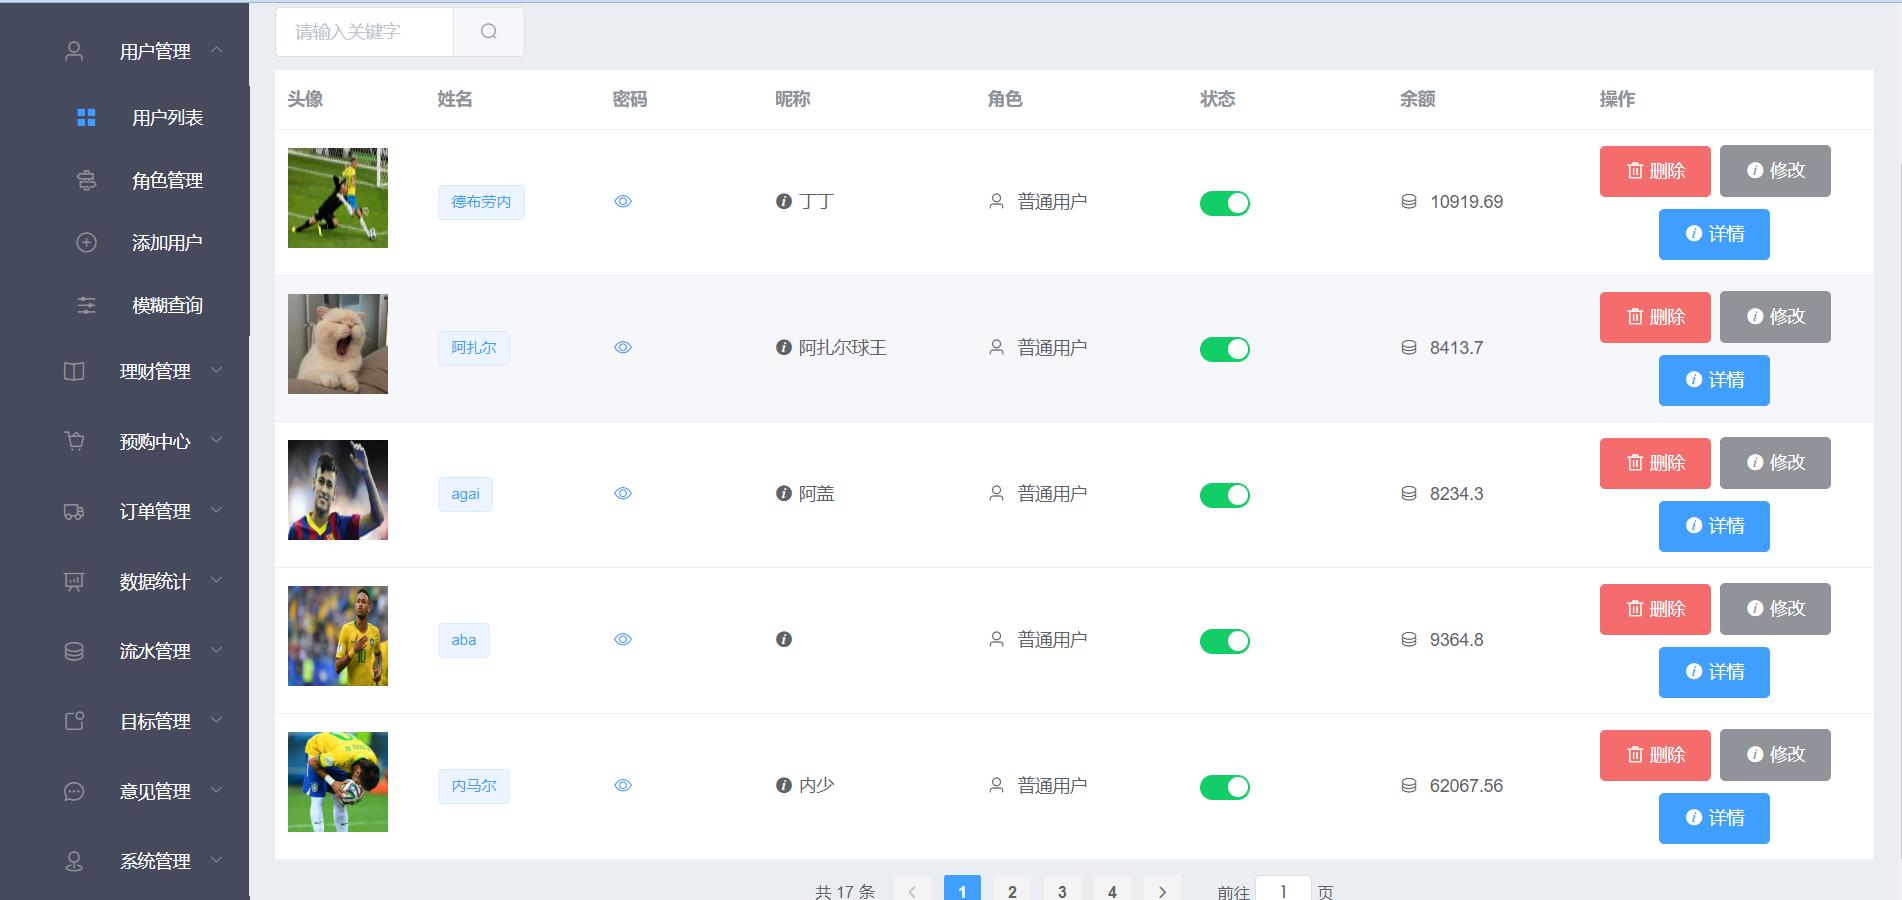 用户管理
用户列表
角色管理
添加用户
模糊查询
理财管理
预购中心
订单管理
数据统计
流水管理
目标管理
意见管理
系统管理
请输入关键字
头像 姓名 密码 昵称 角色 状态 余额 操作
德布劳内 丁丁 普通用户 10919.69 删除 修改
详情
阿扎尔 阿扎尔球王 普通用户 8413.7 删除 修改
详情
agai 阿盖 普通用户 8234.3 删除 修改
详情
aba 普通用户 9364.8 删除 修改
详情
内马尔 内少 普通用户 62067.56 删除 修改
详情
共 17 条 1 2 3 4 前往 1 页